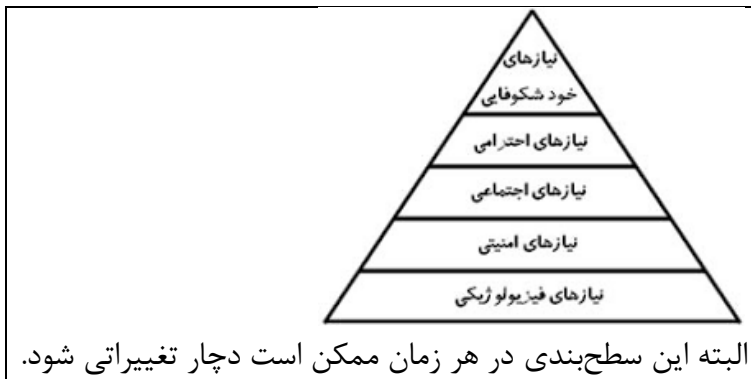 نیازهای
خود شکوفایی
نیازهای احترامی
نیازهای اجتماعی
نیازهای امنیتی
نیازهای فیزیولوژیکی
البته این سطح‌بندی در هر زمان ممکن است دچار تغییراتی شود.